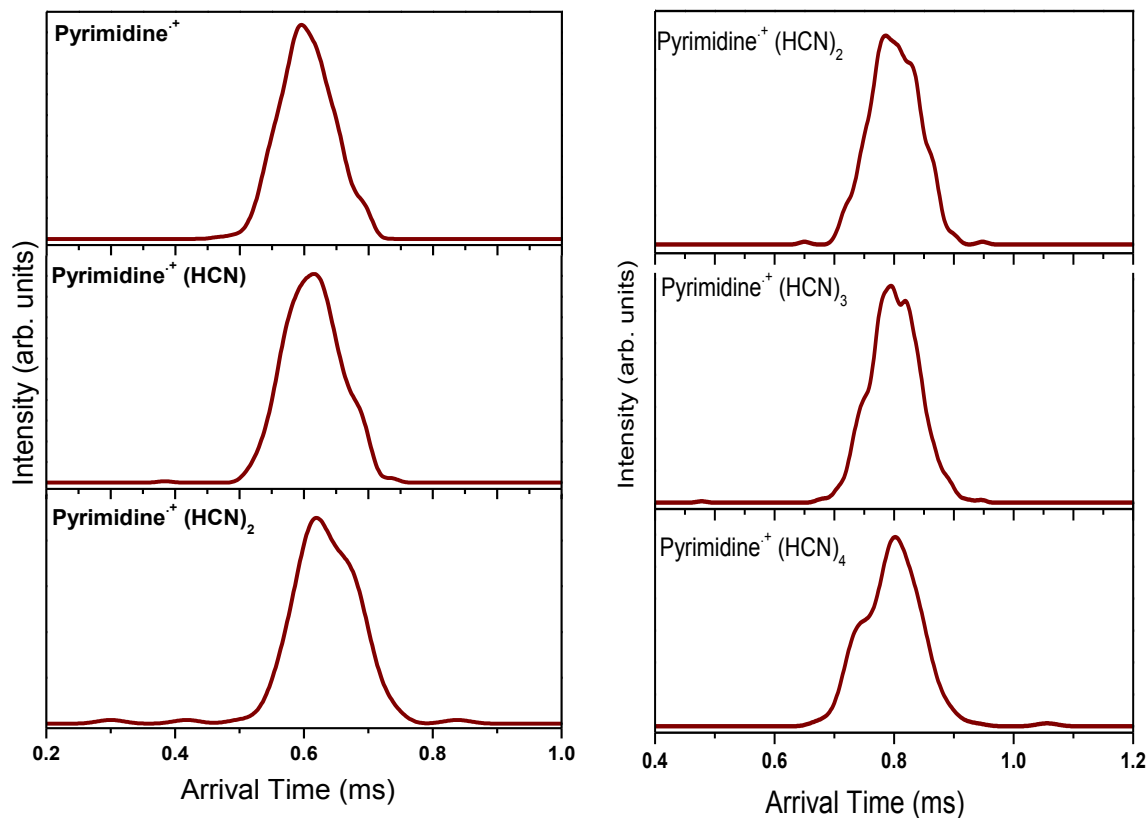 Pyrimidine·⁺
Pyrimidine·⁺ (HCN)
Pyrimidine·⁺ (HCN)₂
Intensity (arb. units)
0.2 0.4 0.6 0.8 1.0
Arrival Time (ms)
Pyrimidine·⁺ (HCN)₂
Pyrimidine·⁺ (HCN)₃
Pyrimidine·⁺ (HCN)₄
Intensity (arb. units)
0.4 0.6 0.8 1.0 1.2
Arrival Time (ms)